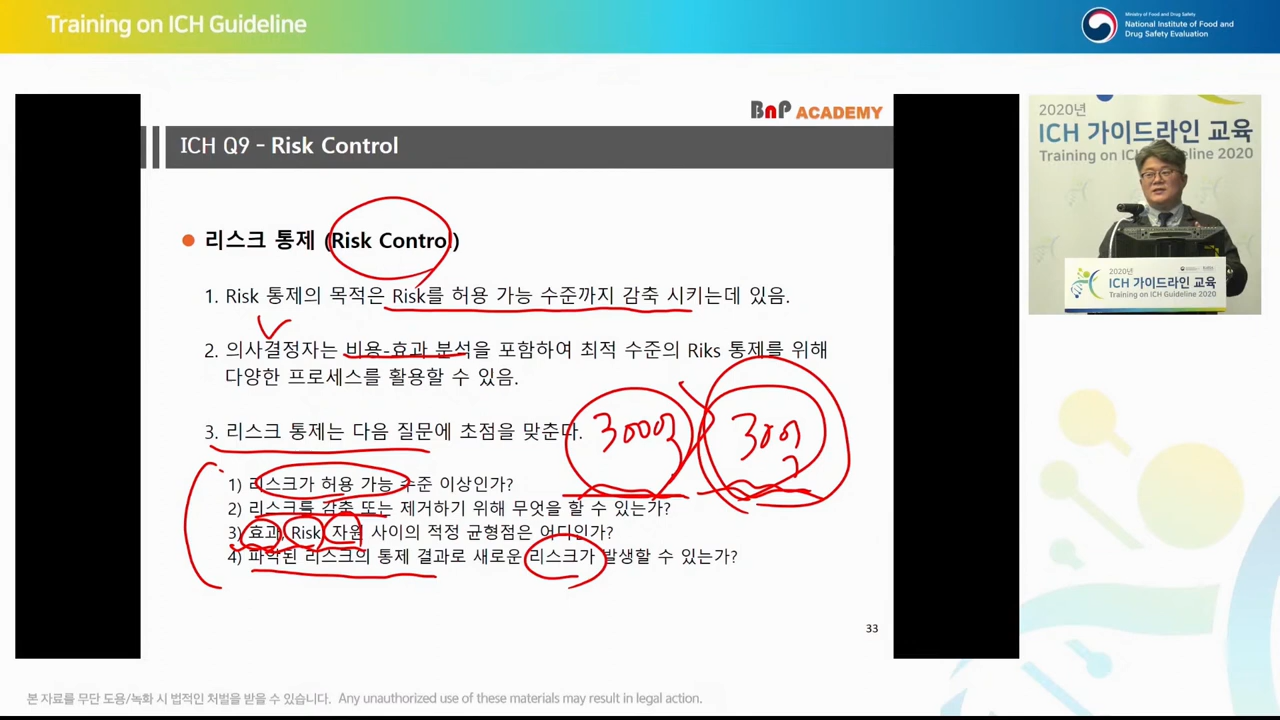 Training on ICH Guideline
Ministry of Food and Drug Safety
National Institute of Food and
Drug Safety Evaluation
BnP ACADEMY
ICH Q9 – Risk Control
리스크 통제 (Risk Control)
1. Risk 통제의 목적은 Risk를 허용 가능 수준까지 감축 시키는데 있음.
2. 의사결정자는 비용-효과 분석을 포함하여 최적 수준의 Riks 통제를 위해
다양한 프로세스를 활용할 수 있음.
3. 리스크 통제는 다음 질문에 초점을 맞춘다.
300억
30억
1) 리스크가 허용 가능 수준 이상인가?
2) 리스크를 감축 또는 제거하기 위해 무엇을 할 수 있는가?
3) 효과, Risk, 자원 사이의 적정 균형점은 어디인가?
4) 파악된 리스크의 통제 결과로 새로운 리스크가 발생할 수 있는가?
33
2020년
ICH 가이드라인 교육
Training on ICH Guideline 2020
2020년
ICH 가이드라인 교육
Training on ICH Guideline 2020
본 자료를 무단 도용/녹화 시 법적인 처벌을 받을 수 있습니다. Any unauthorized use of these materials may result in legal action.